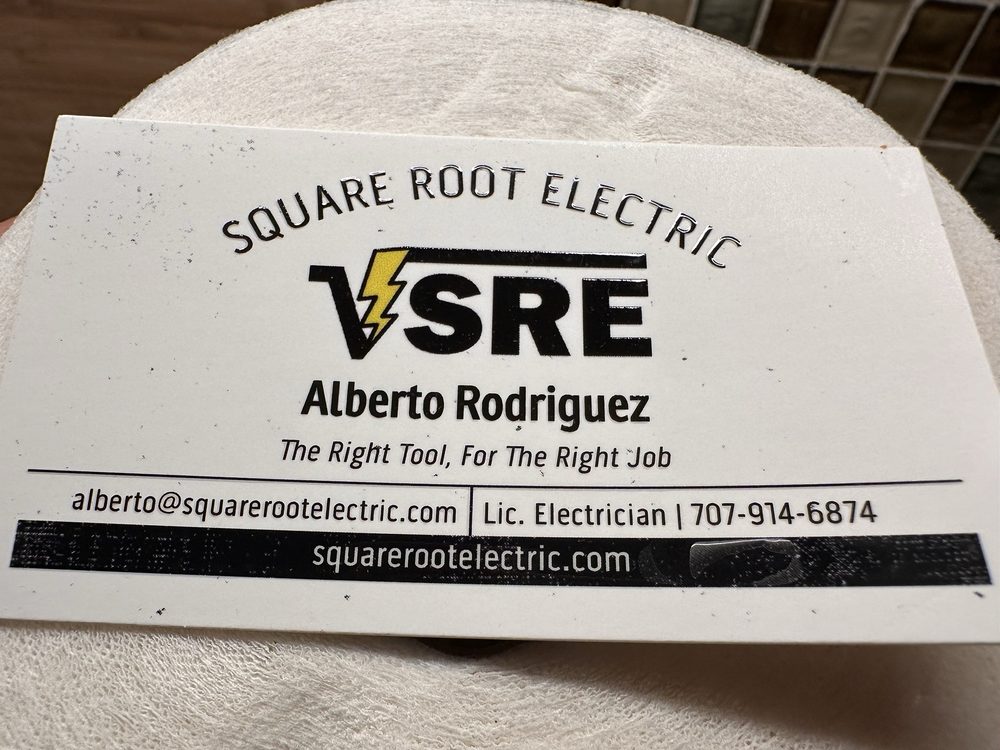 SQUARE ROOT ELECTRIC
√SRE
Alberto Rodriguez
The Right Tool, For The Right Job
alberto@squarerootelectric.com | Lic. Electrician | 707-914-6874
squarerootelectric.com